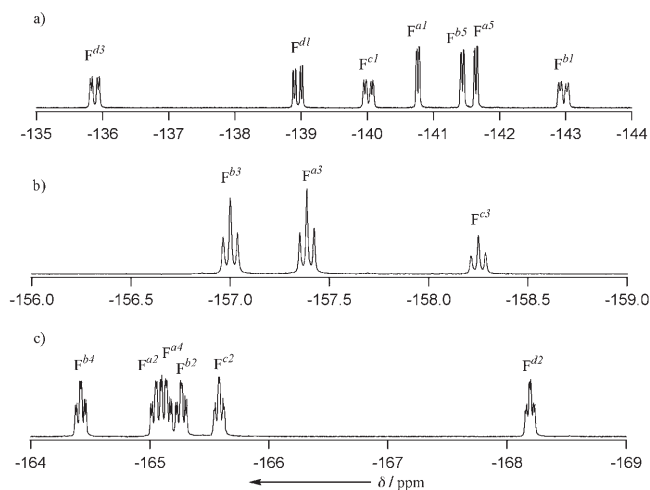 a)
F^d3 F^d1 F^c1 F^a1 F^b5 F^a5 F^b1
-135 -136 -137 -138 -139 -140 -141 -142 -143 -144
b)
F^b3 F^a3 F^c3
-156.0 -156.5 -157.0 -157.5 -158.0 -158.5 -159.0
c)
F^b4 F^a2 F^a4 F^b2 F^c2 F^d2
-164 -165 -166 -167 -168 -169
δ / ppm